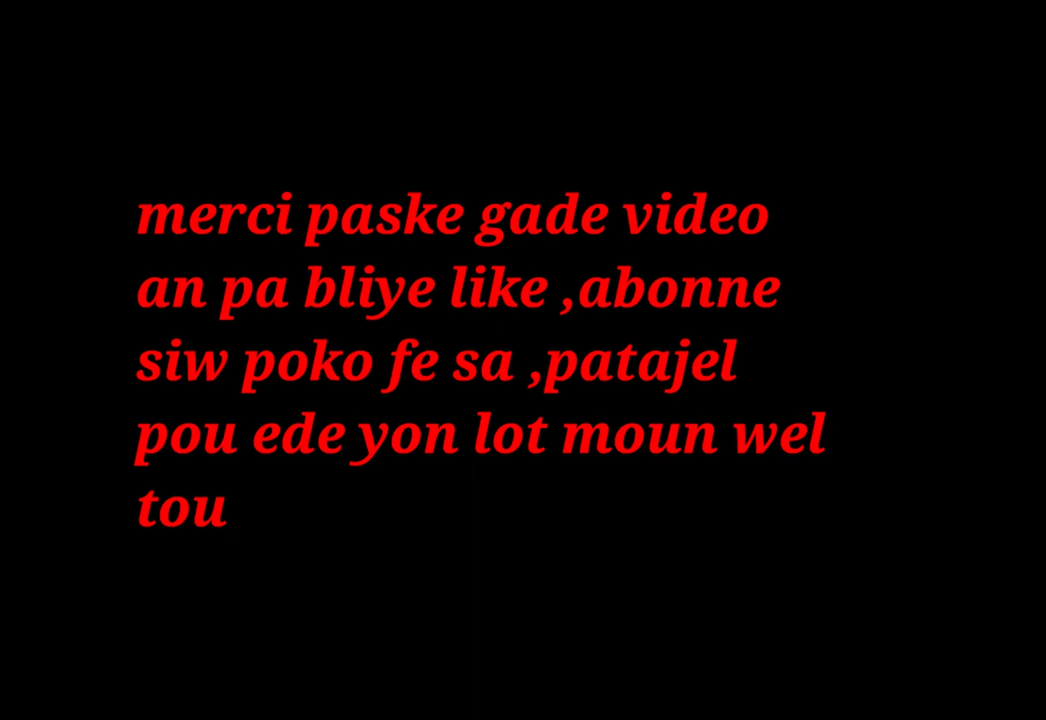 merci paske gade video
an pa bliye like ,abonne
siw poko fe sa ,patajel
pou ede yon lot moun wel
tou